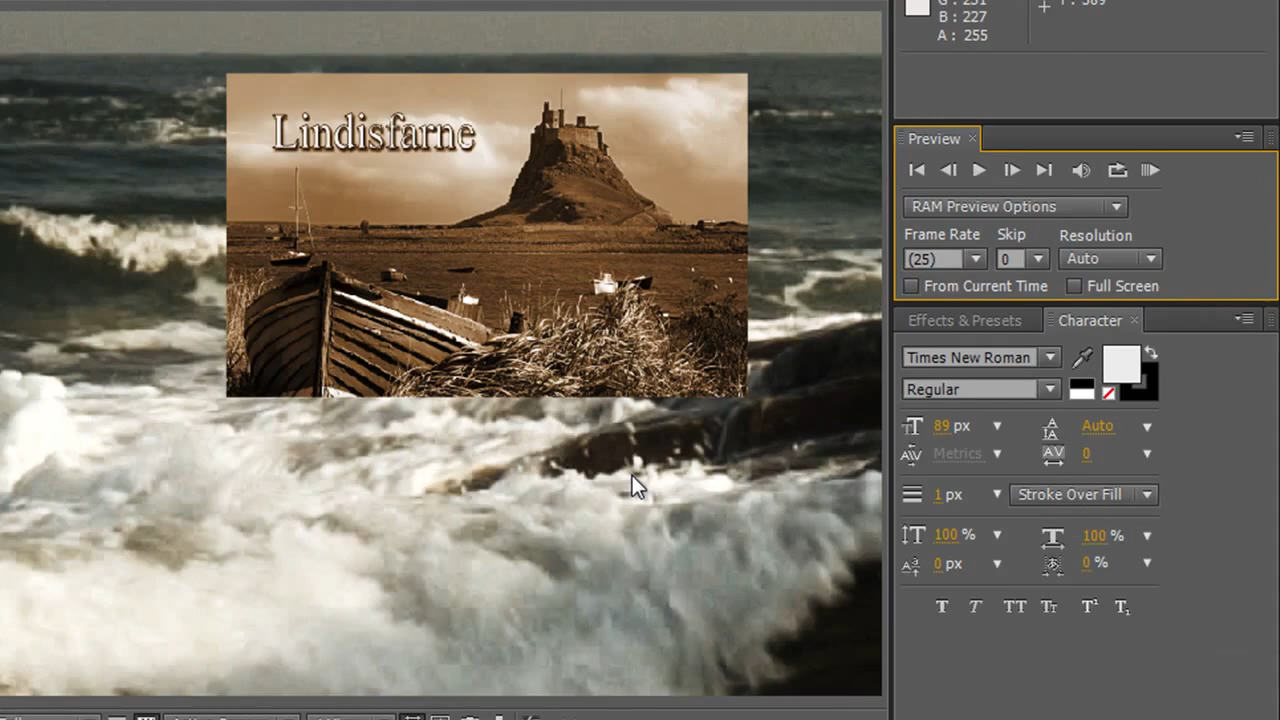 B : 227
A : 255
Lindisfarne
Preview
RAM Preview Options
Frame Rate Skip Resolution
(25) 0 Auto
From Current Time Full Screen
Effects & Presets Character
Times New Roman
Regular
89 px Auto
Metrics 0
1 px Stroke Over Fill
100 % 100 %
0 px 0 %
T T TT Tt T¹ T₁